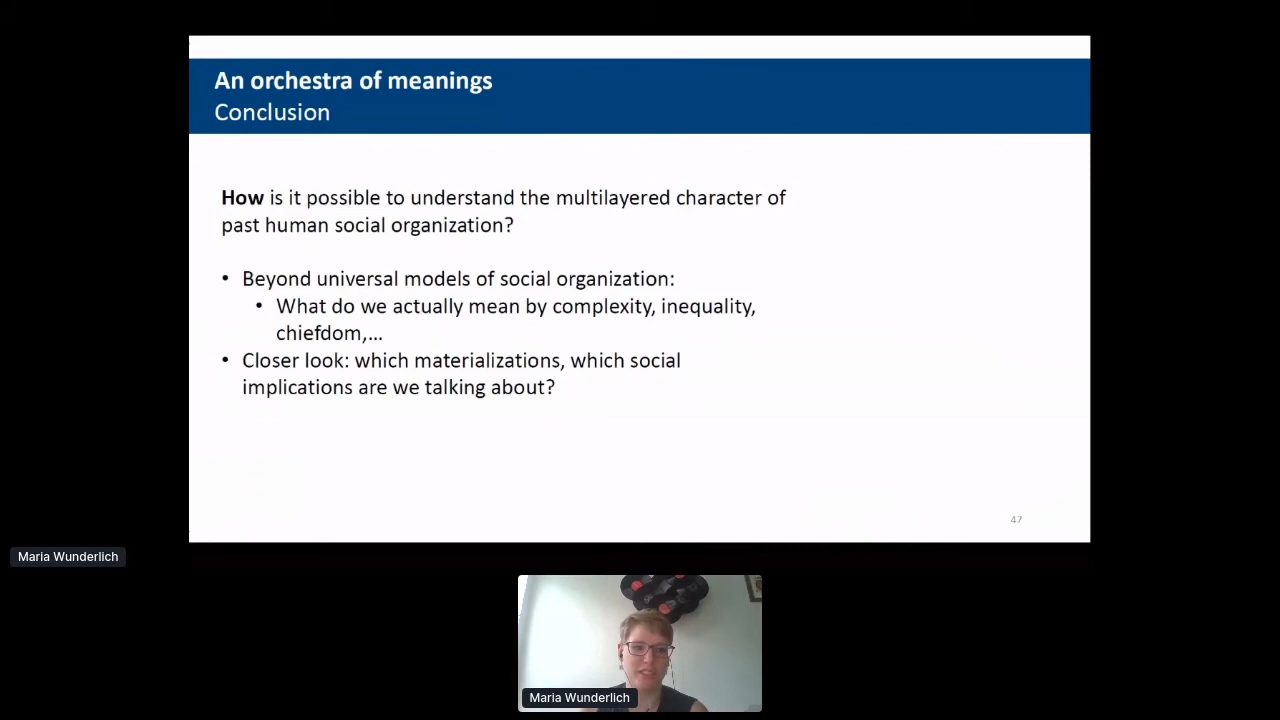 An orchestra of meanings
Conclusion
How is it possible to understand the multilayered character of
past human social organization?
• Beyond universal models of social organization:
• What do we actually mean by complexity, inequality,
chiefdom,...
• Closer look: which materializations, which social
implications are we talking about?
47
Maria Wunderlich
Maria Wunderlich